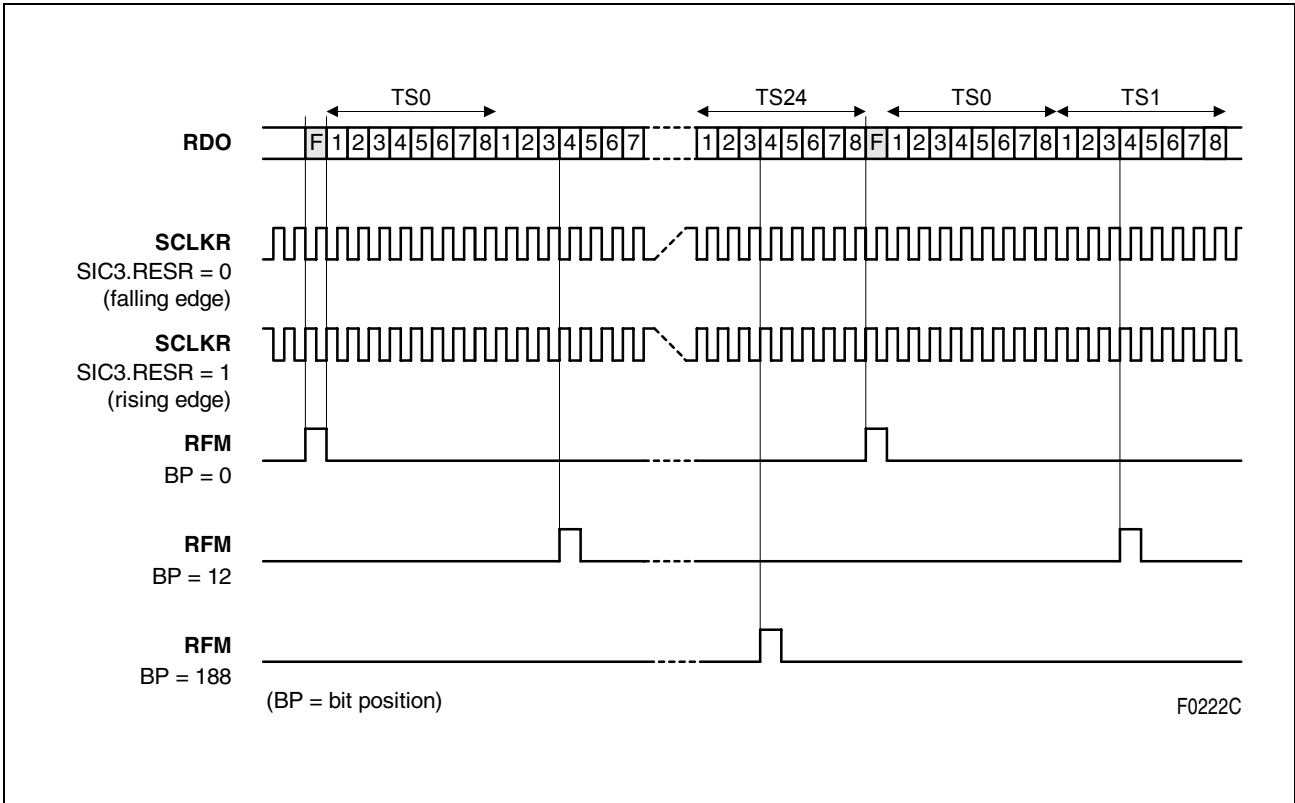 TS0 TS24 TS0 TS1
RDO F 1 2 3 4 5 6 7 8 1 2 3 4 5 6 7 1 2 3 4 5 6 7 8 F 1 2 3 4 5 6 7 8 1 2 3 4 5 6 7 8
SCLKR
SIC3.RESR = 0
(falling edge)
SCLKR
SIC3.RESR = 1
(rising edge)
RFM
BP = 0
RFM
BP = 12
RFM
BP = 188
(BP = bit position)
F0222C